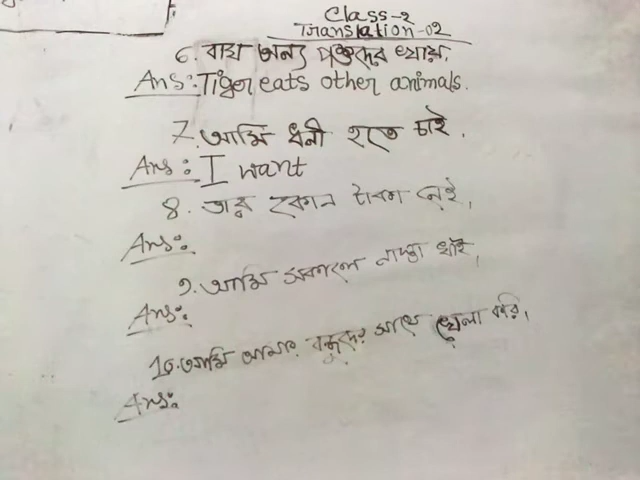 Class-2
Translation-02
৬. বাঘ অন্য পশুদের খায়.
Ans: Tiger eats other animals.
7. আমি ধনী হতে চাই.
Ans: I want
8. তার কোন টাকা নেই,
Ans:
9. আমি সকালে নাস্তা খাই,
Ans:
10. আমি আমার বন্ধুদের সাথে খেলা করি,
Ans: